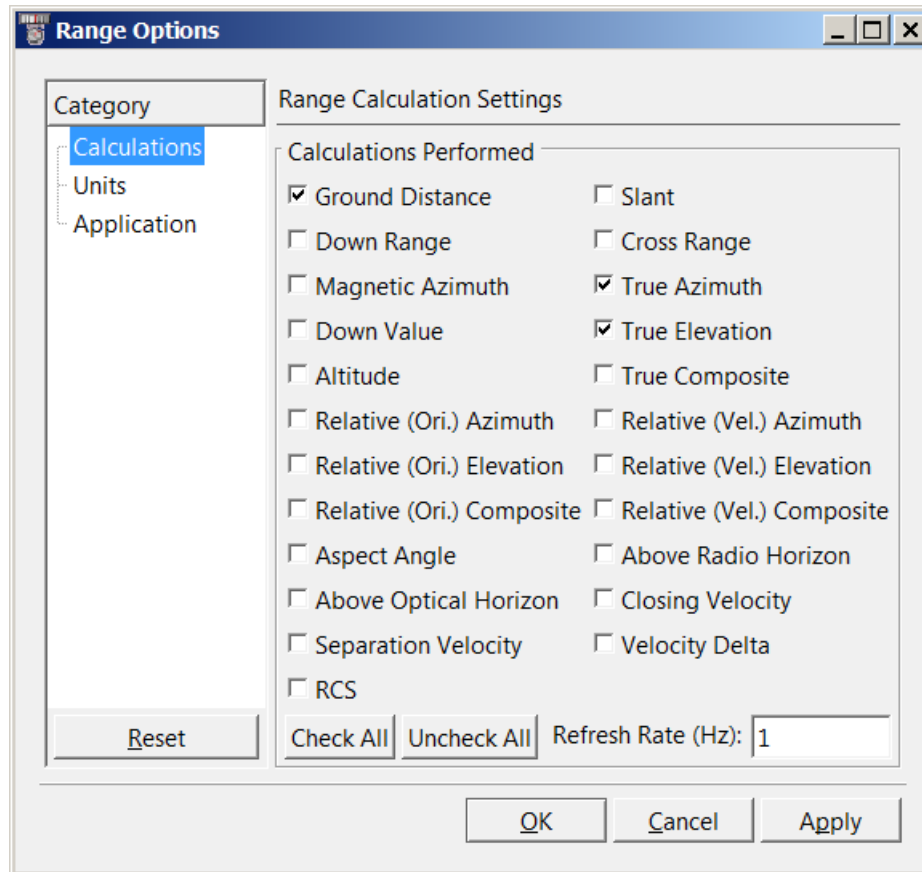 Range Options
Category
Calculations
Units
Application
Reset
Range Calculation Settings
Calculations Performed
Ground Distance Slant
Down Range Cross Range
Magnetic Azimuth True Azimuth
Down Value True Elevation
Altitude True Composite
Relative (Ori.) Azimuth Relative (Vel.) Azimuth
Relative (Ori.) Elevation Relative (Vel.) Elevation
Relative (Ori.) Composite Relative (Vel.) Composite
Aspect Angle Above Radio Horizon
Above Optical Horizon Closing Velocity
Separation Velocity Velocity Delta
RCS
Check All Uncheck All Refresh Rate (Hz): 1
OK Cancel Apply